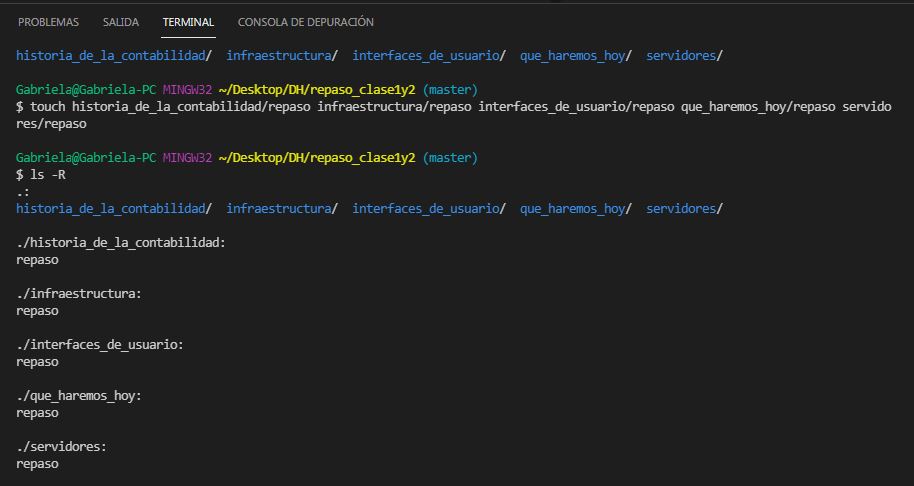 PROBLEMAS SALIDA TERMINAL CONSOLA DE DEPURACIÓN
historia_de_la_contabilidad/ infraestructura/ interfaces_de_usuario/ que_haremos_hoy/ servidores/
Gabriela@Gabriela-PC MINGW32 ~/Desktop/DH/repaso_clase1y2 (master)
$ touch historia_de_la_contabilidad/repaso infraestructura/repaso interfaces_de_usuario/repaso que_haremos_hoy/repaso servido
res/repaso
Gabriela@Gabriela-PC MINGW32 ~/Desktop/DH/repaso_clase1y2 (master)
$ ls -R
.:
historia_de_la_contabilidad/ infraestructura/ interfaces_de_usuario/ que_haremos_hoy/ servidores/
./historia_de_la_contabilidad:
repaso
./infraestructura:
repaso
./interfaces_de_usuario:
repaso
./que_haremos_hoy:
repaso
./servidores:
repaso